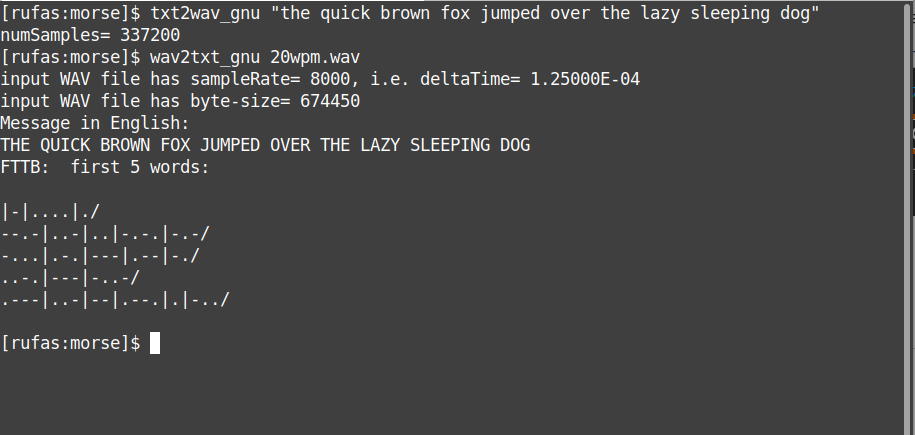 [rufas:morse]$ txt2wav_gnu "the quick brown fox jumped over the lazy sleeping dog"
numSamples= 337200
[rufas:morse]$ wav2txt_gnu 20wpm.wav
input WAV file has sampleRate= 8000, i.e. deltaTime= 1.25000E-04
input WAV file has byte-size= 674450
Message in English:
THE QUICK BROWN FOX JUMPED OVER THE LAZY SLEEPING DOG
FTTB:  first 5 words:
|-|....|./
--.-|..-|..|-.-.|-.-/
-...|.-.|---|.--|-./
..-.|---|-..-/
.---|..-|--|.--.|.|-../
[rufas:morse]$